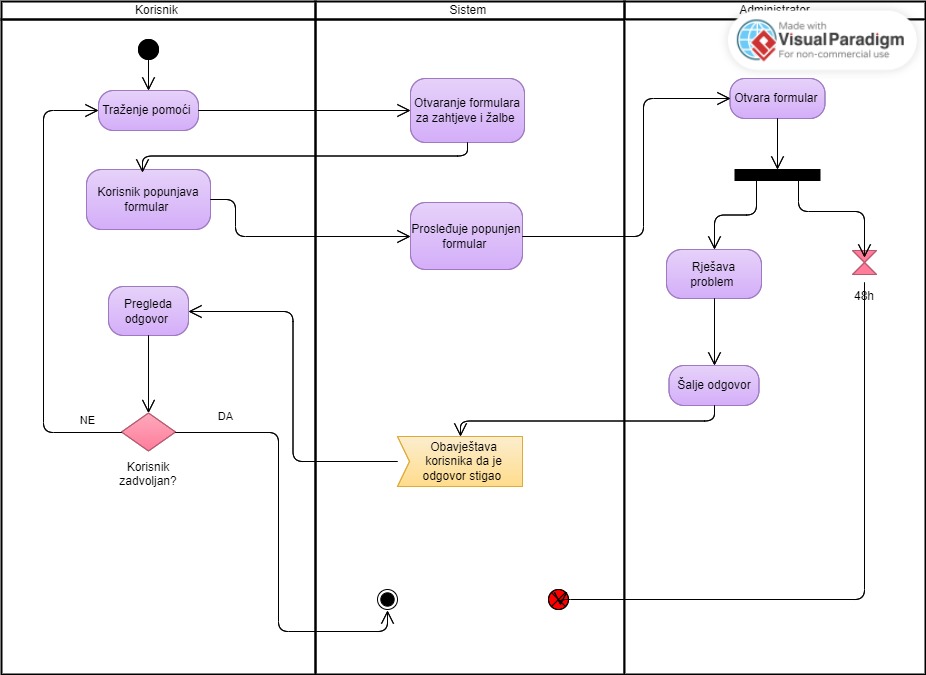 Korisnik
Sistem
Administrator
Made with
VisualParadigm
For non-commercial use
Traženje pomoći
Otvaranje formulara
za zahtjeve i žalbe
Otvara formular
Korisnik popunjava
formular
Prosleđuje popunjen
formular
Rješava
problem
48h
Pregleda
odgovor
Šalje odgovor
NE
DA
Obavještava
korisnika da je
odgovor stigao
Korisnik
zadvoljan?